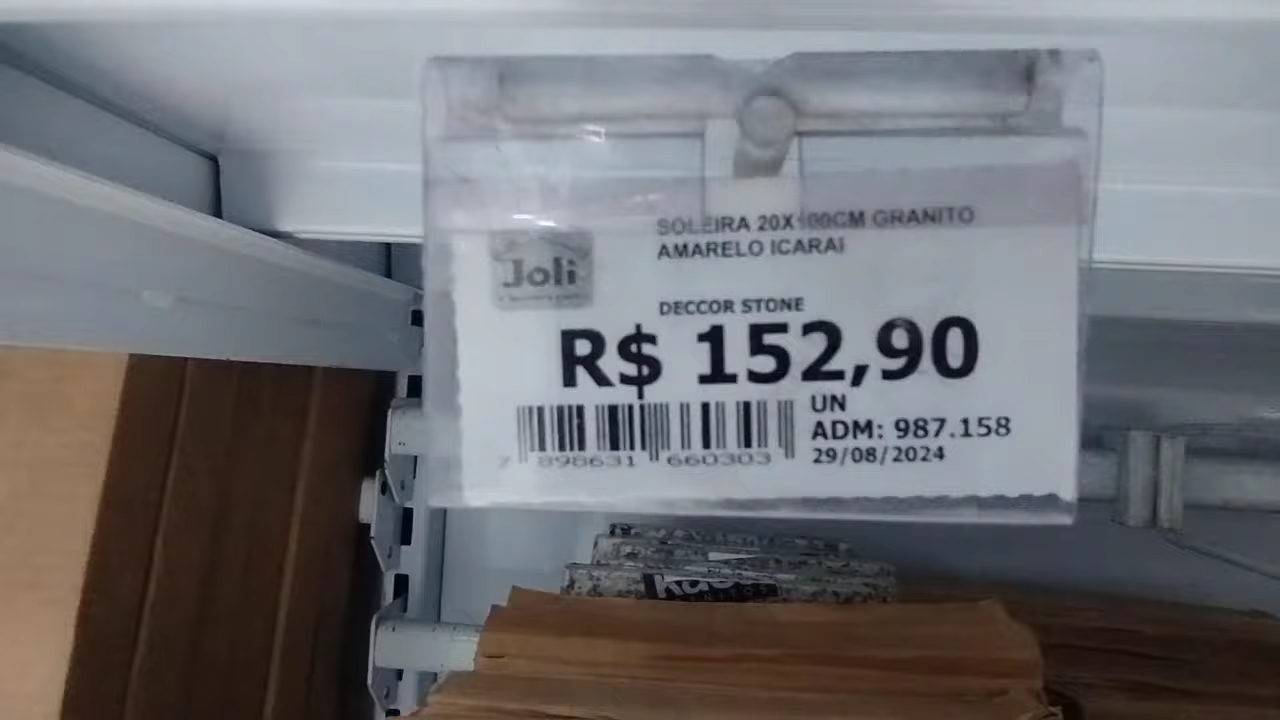 SOLEIRA 20X100CM GRANITO
AMARELO ICARAI
Joli
DECCOR STONE
R$ 152,90
UN
ADM: 987.158
29/08/2024
7 898631 660303